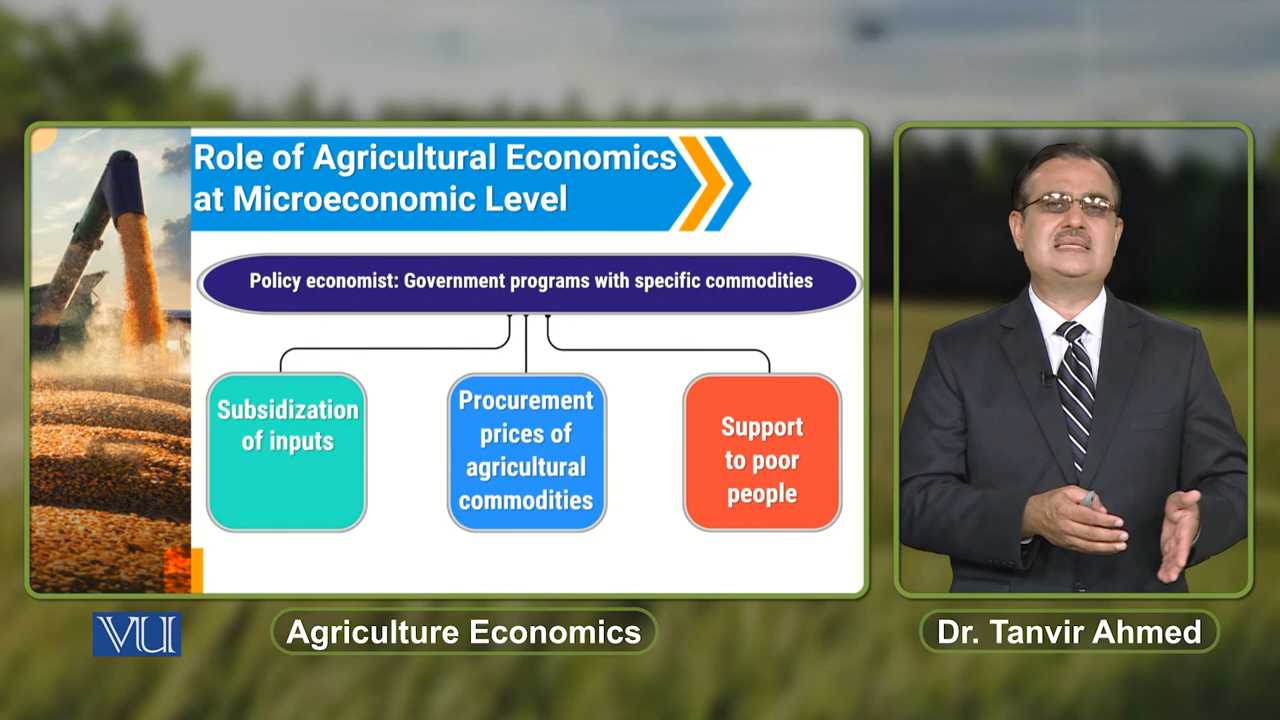 Role of Agricultural Economics
at Microeconomic Level
Policy economist: Government programs with specific commodities
Subsidization
of inputs
Procurement
prices of
agricultural
commodities
Support
to poor
people
VU
Agriculture Economics
Dr. Tanvir Ahmed